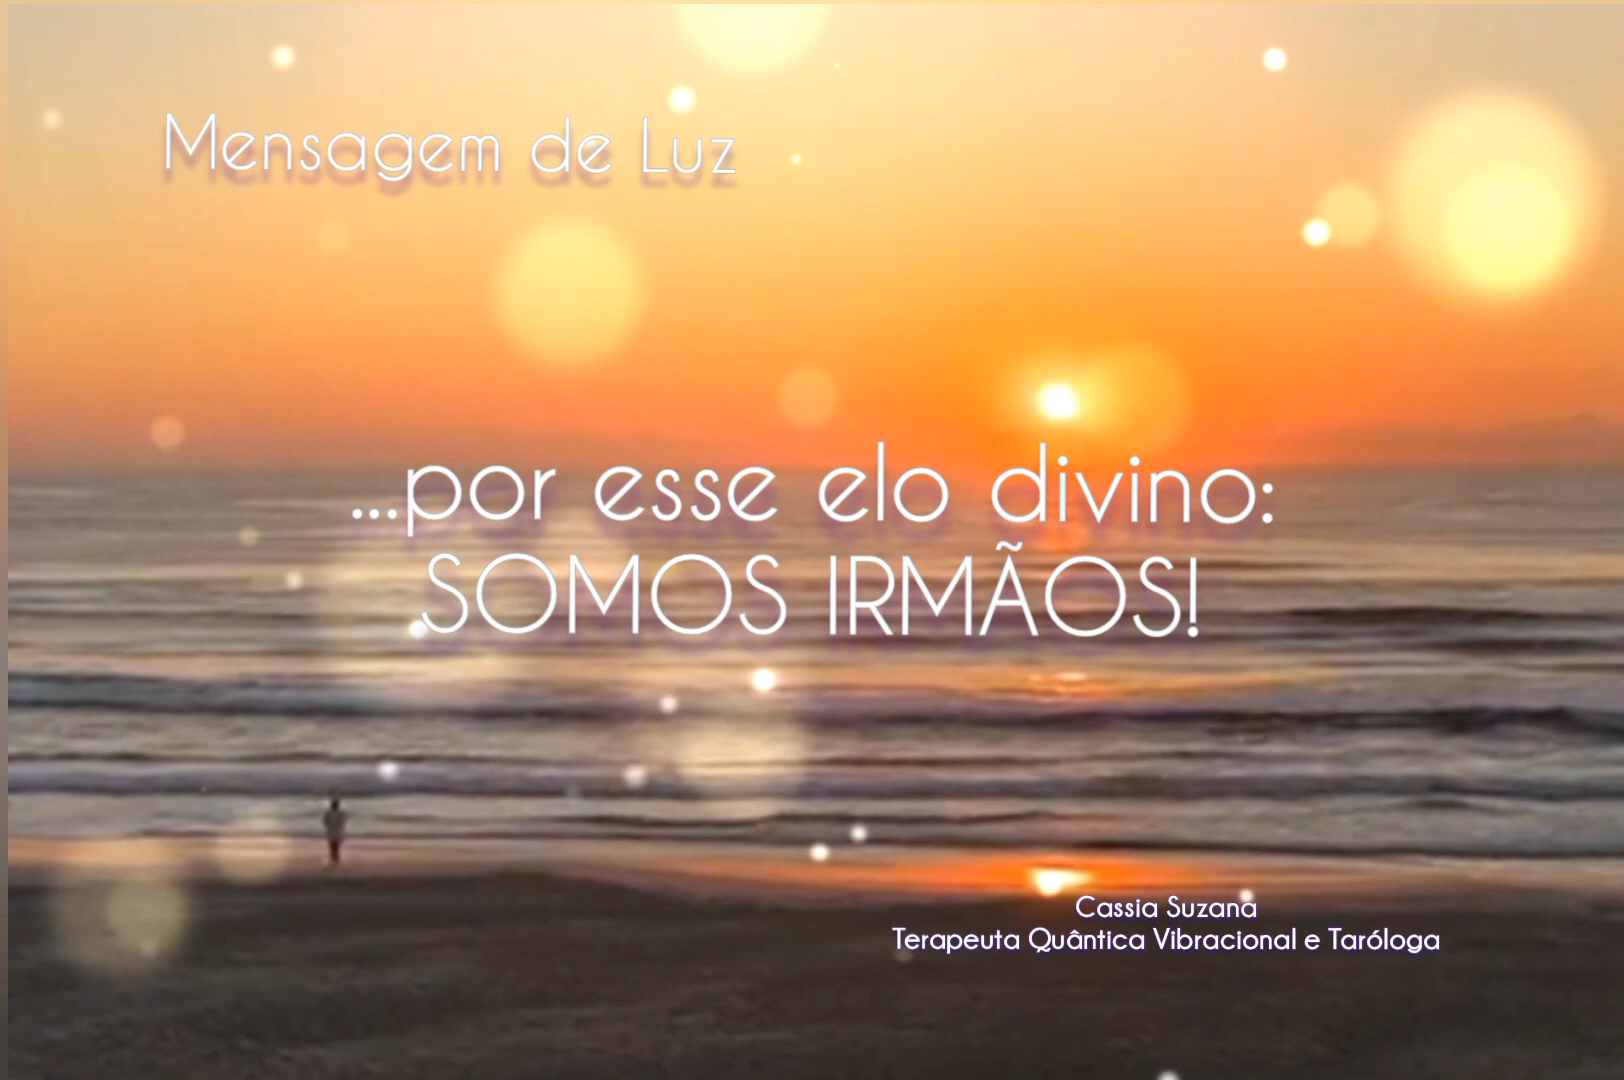 Mensagem de Luz
...por esse elo divino:
SOMOS IRMÃOS!
Cassia Suzana
Terapeuta Quântica Vibracional e Taróloga